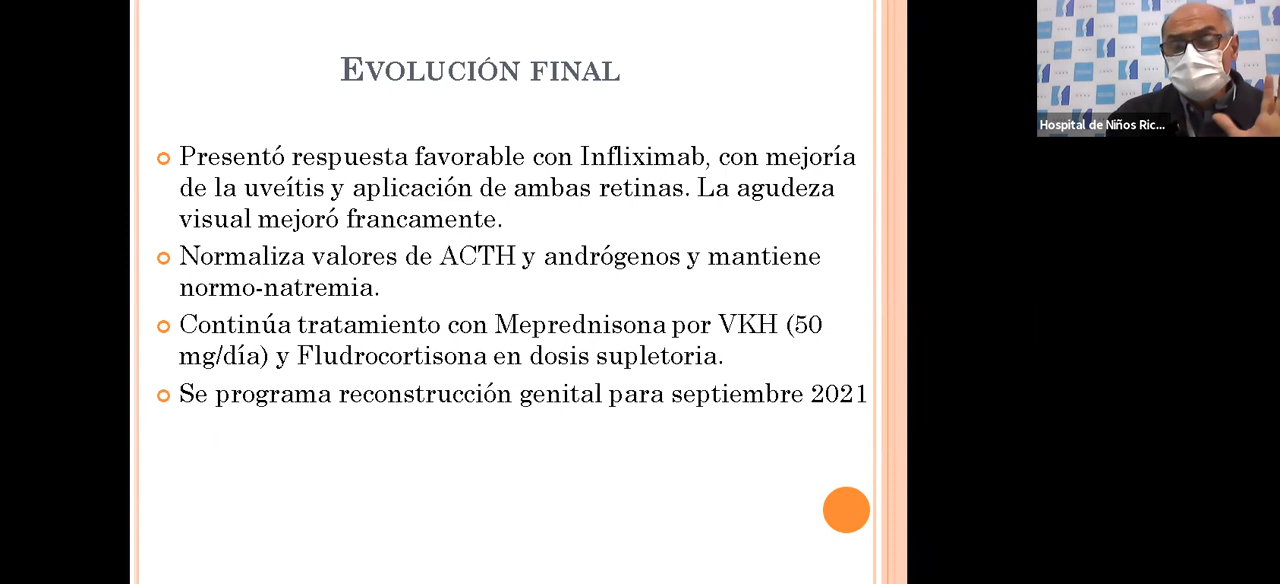 EVOLUCIÓN FINAL
Presentó respuesta favorable con Infliximab, con mejoría
de la uveítis y aplicación de ambas retinas. La agudeza
visual mejoró francamente.
Normaliza valores de ACTH y andrógenos y mantiene
normo-natremia.
Continúa tratamiento con Meprednisona por VKH (50
mg/día) y Fludrocortisona en dosis supletoria.
Se programa reconstrucción genital para septiembre 2021
Hospital de Niños Ric...